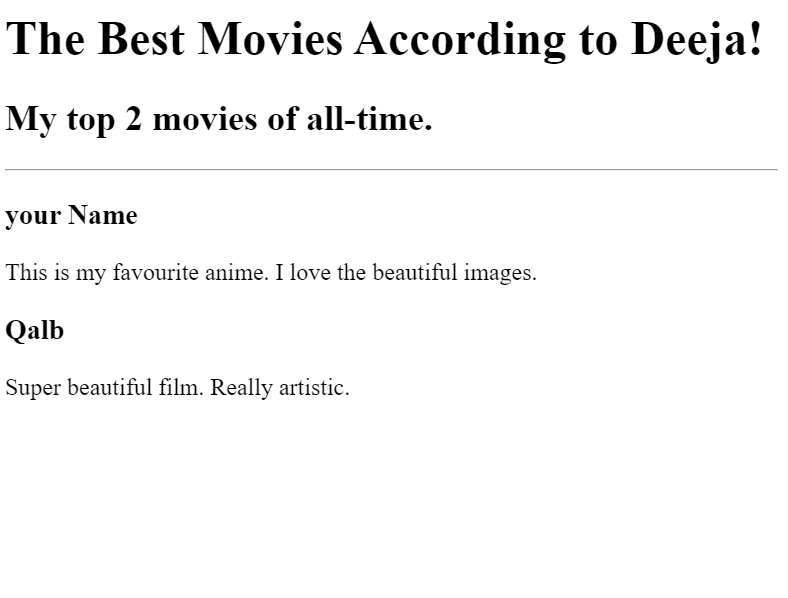 The Best Movies According to Deeja!
My top 2 movies of all-time.
your Name
This is my favourite anime. I love the beautiful images.
Qalb
Super beautiful film. Really artistic.